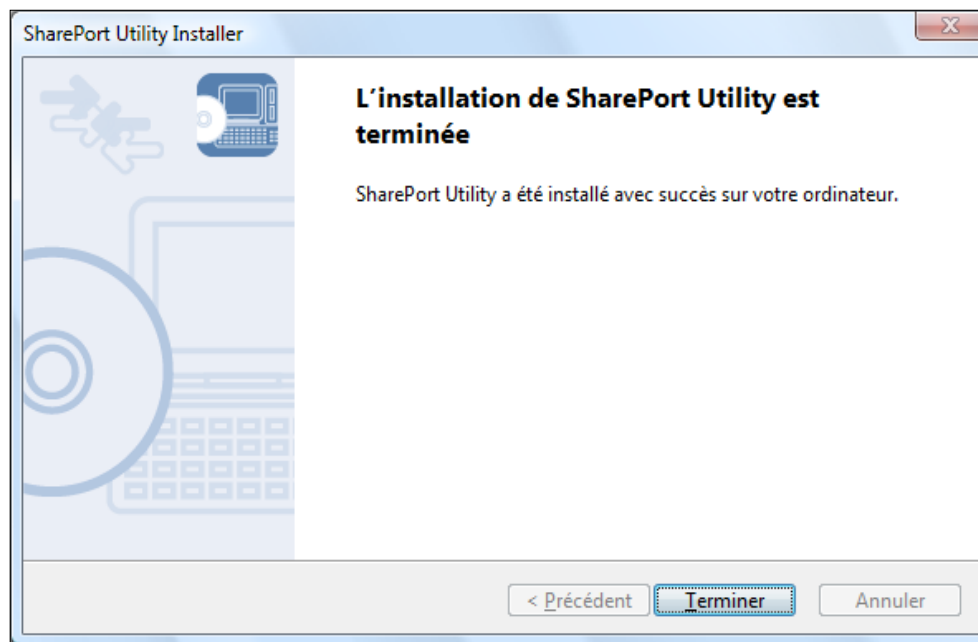 SharePort Utility Installer
L'installation de SharePort Utility est
terminée
SharePort Utility a été installé avec succès sur votre ordinateur.
< Précédent
Terminer
Annuler